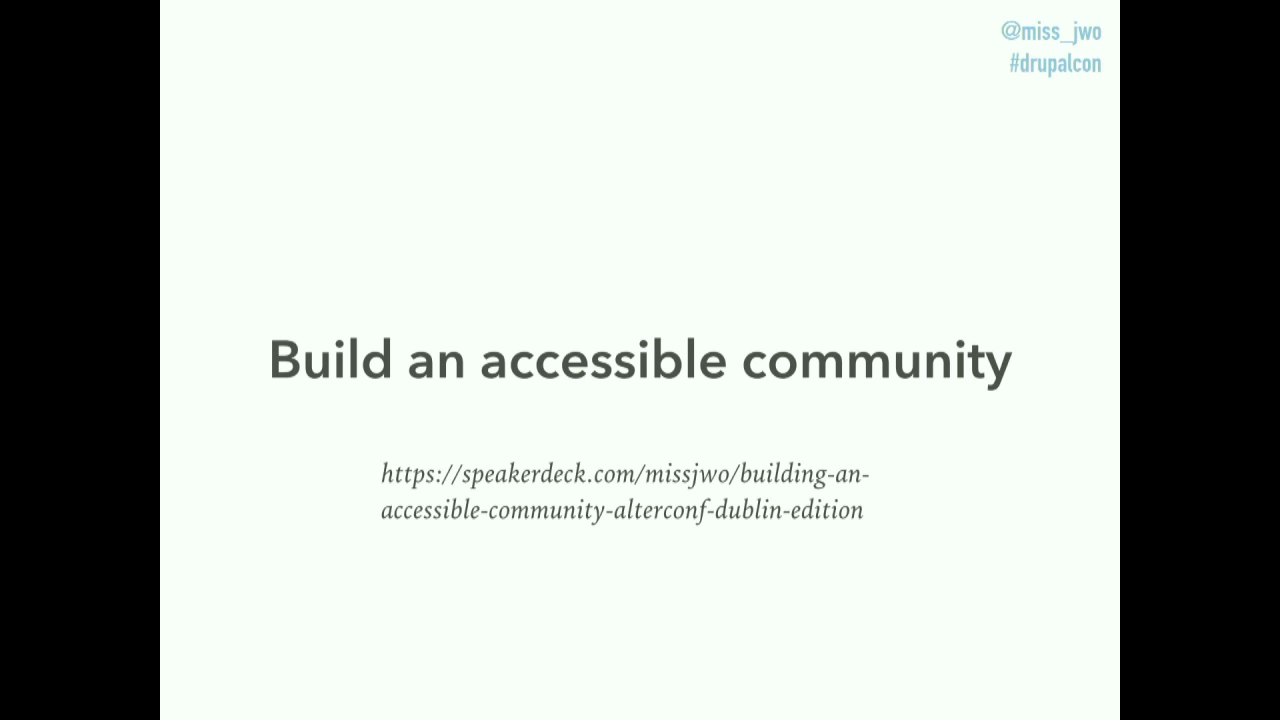 @miss_jwo
#drupalcon
Build an accessible community
https://speakerdeck.com/missjwo/building-an-
accessible-community-alterconf-dublin-edition